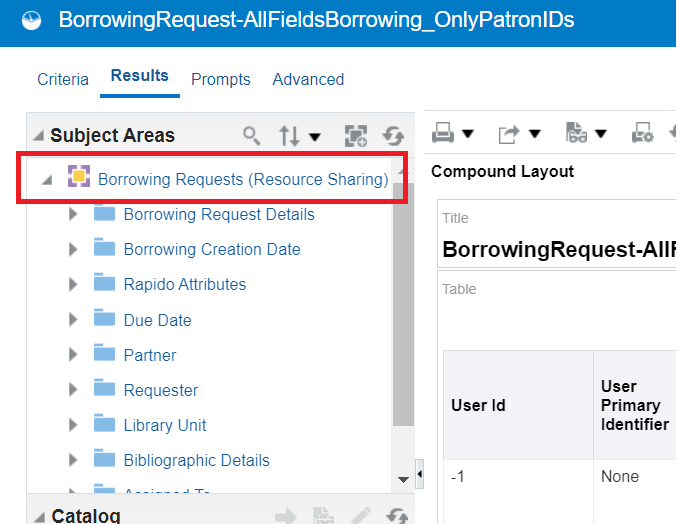 BorrowingRequest-AllFieldsBorrowing_OnlyPatronIDs
Criteria Results Prompts Advanced
Subject Areas
Borrowing Requests (Resource Sharing)
Borrowing Request Details
Borrowing Creation Date
Rapido Attributes
Due Date
Partner
Requester
Library Unit
Bibliographic Details
Assigned To
Catalog
Compound Layout
Title
BorrowingRequest-AllF
Table
User Id
User
Primary
Identifier
-1
None